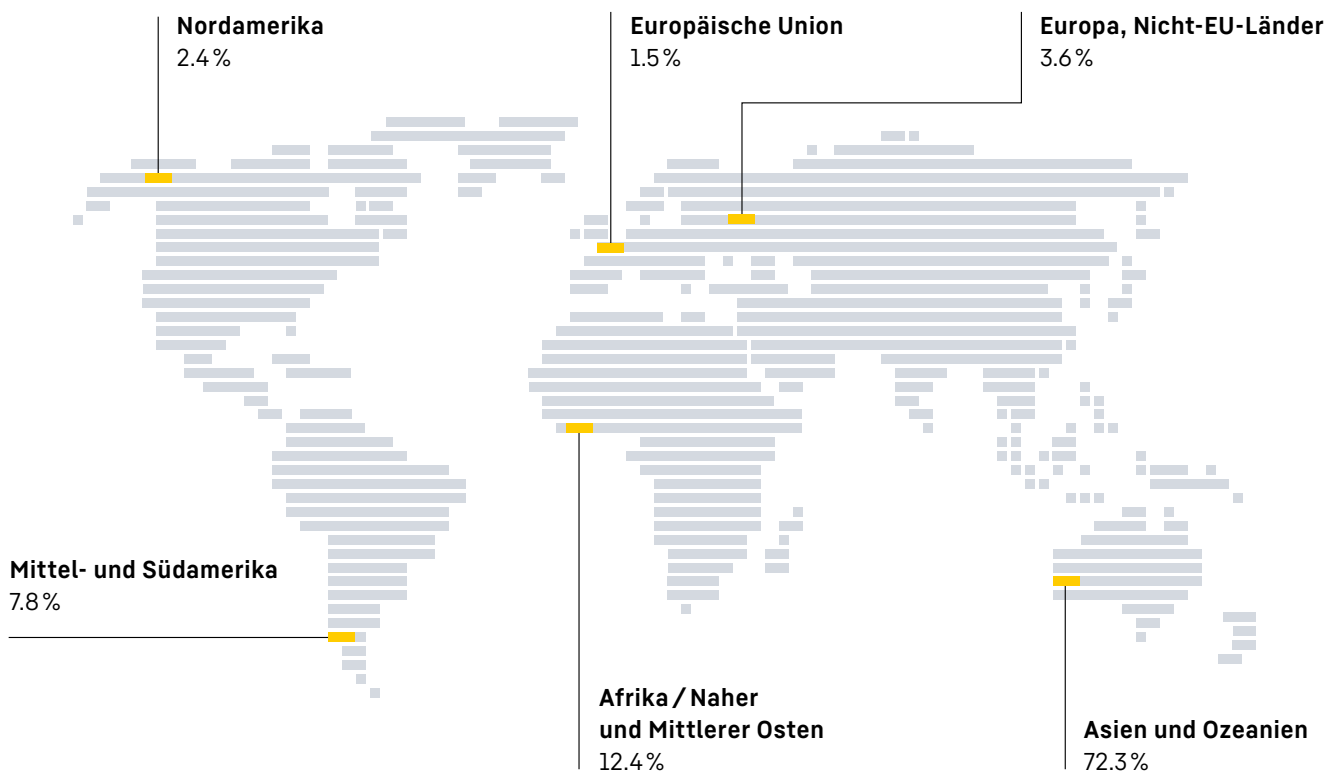 Nordamerika
2.4 %
Europäische Union
1.5 %
Europa, Nicht-EU-Länder
3.6 %
Mittel- und Südamerika
7.8 %
Afrika / Naher
und Mittlerer Osten
12.4 %
Asien und Ozeanien
72.3 %